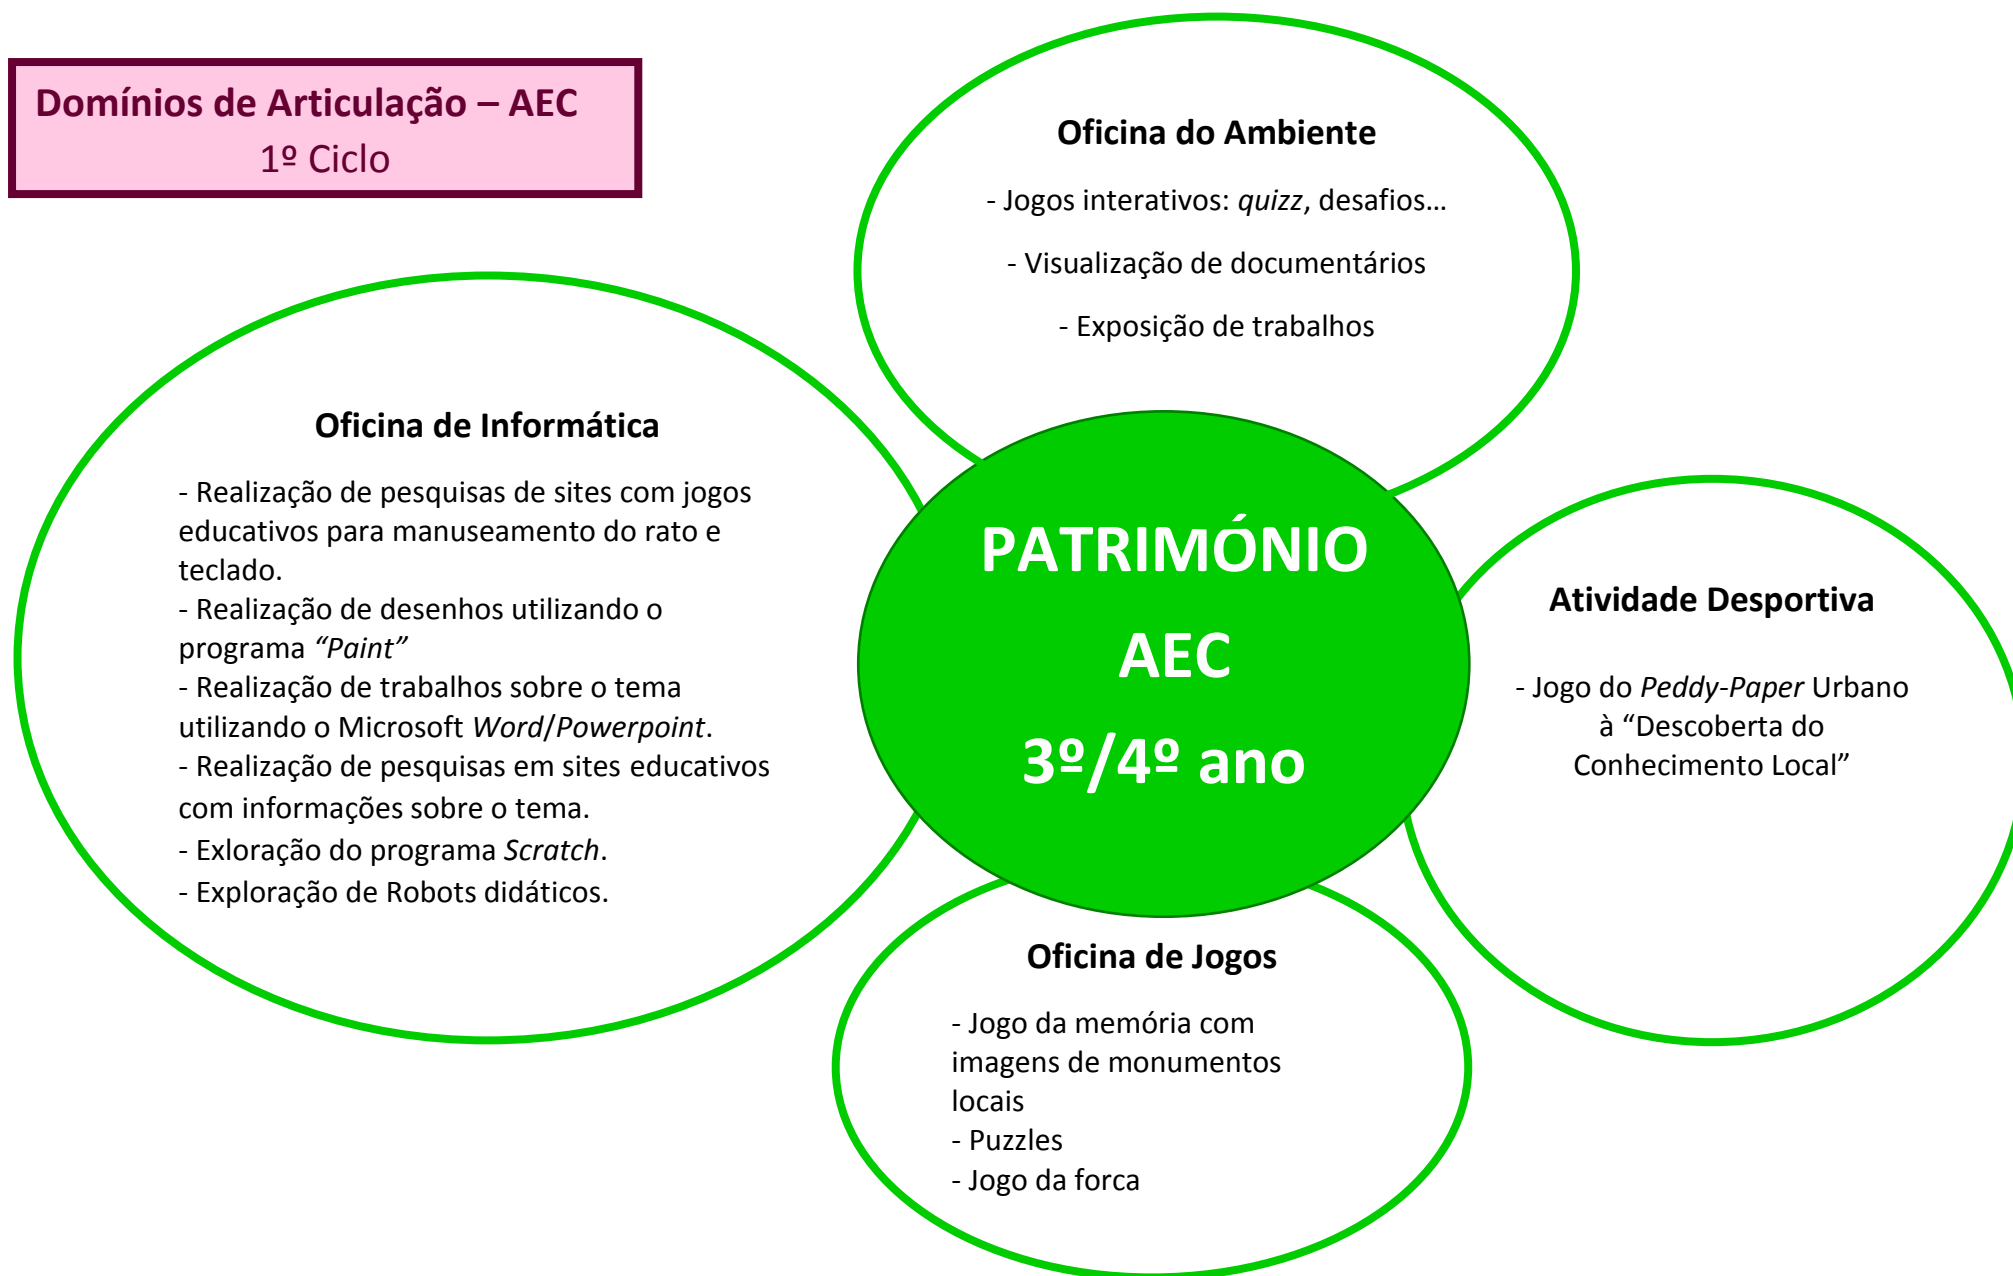 Domínios de Articulação – AEC
1º Ciclo
Oficina do Ambiente
- Jogos interativos: quizz, desafios…
- Visualização de documentários
- Exposição de trabalhos
Oficina de Informática
- Realização de pesquisas de sites com jogos
educativos para manuseamento do rato e
teclado.
- Realização de desenhos utilizando o
programa “Paint”
- Realização de trabalhos sobre o tema
utilizando o Microsoft Word/Powerpoint.
- Realização de pesquisas em sites educativos
com informações sobre o tema.
- Exloração do programa Scratch.
- Exploração de Robots didáticos.
PATRIMÓNIO
AEC
3º/4º ano
Atividade Desportiva
- Jogo do Peddy-Paper Urbano
à “Descoberta do
Conhecimento Local”
Oficina de Jogos
- Jogo da memória com
imagens de monumentos
locais
- Puzzles
- Jogo da forca